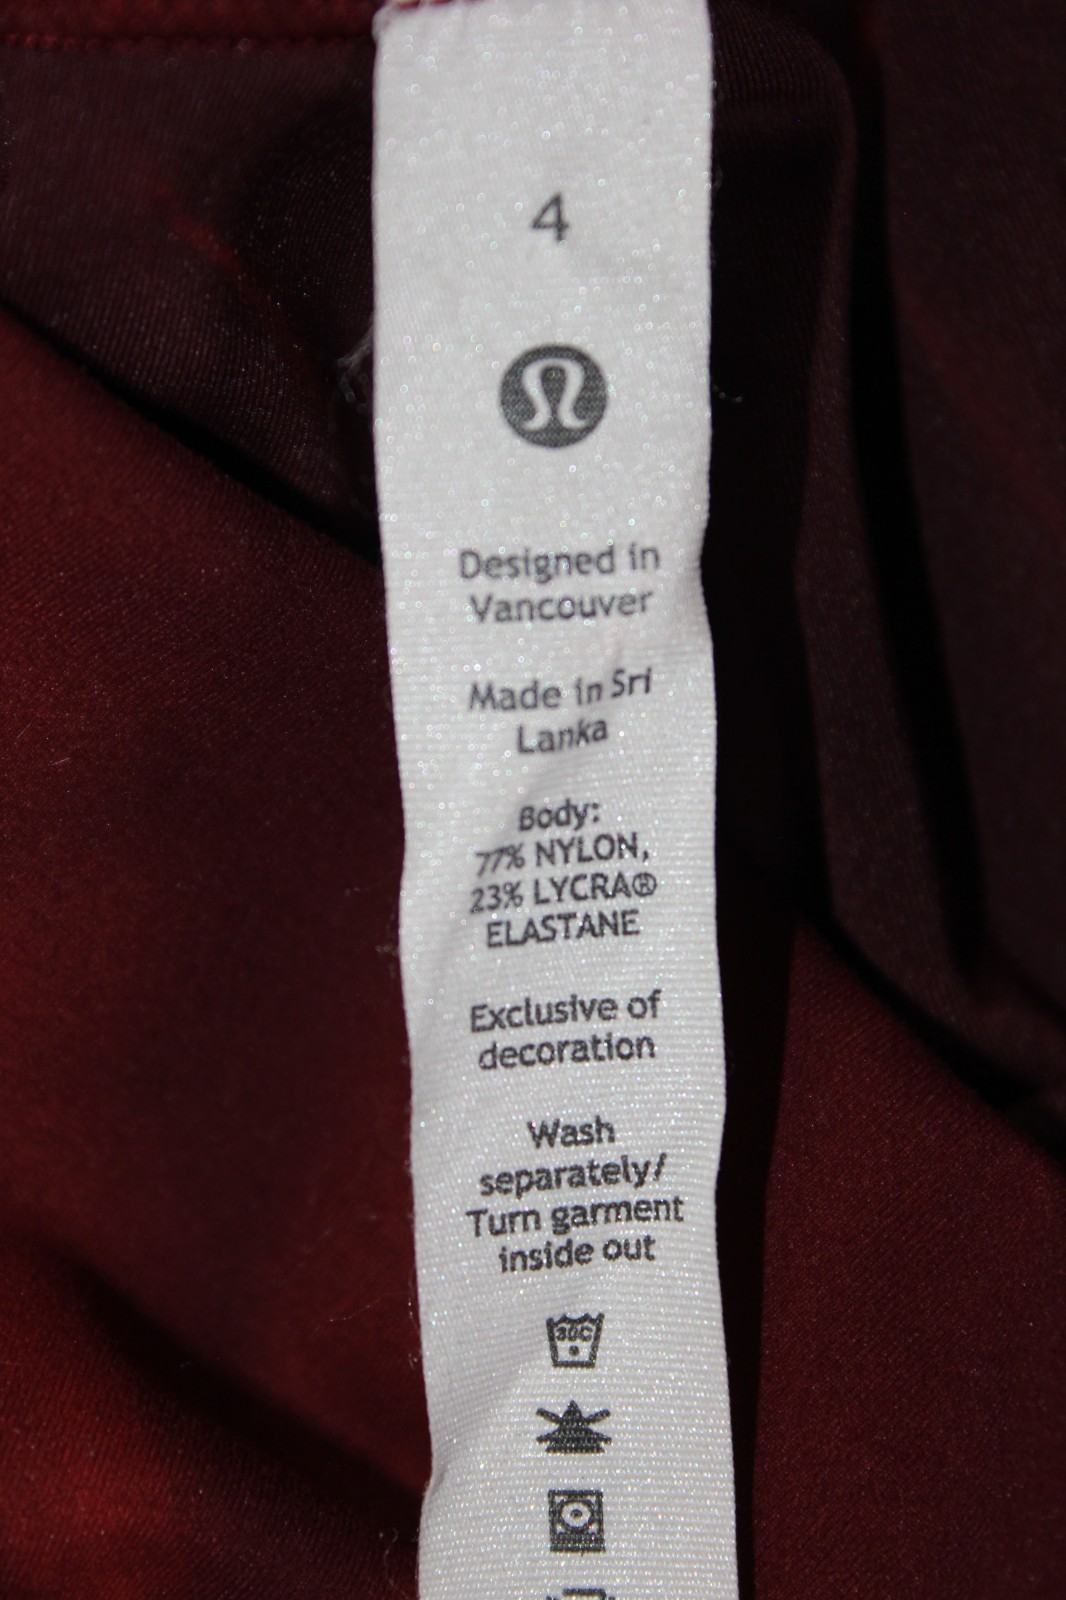 4
Designed in
Vancouver
Made in Sri
Lanka
Body:
77% NYLON,
23% LYCRA®
ELASTANE
Exclusive of
decoration
Wash
separately/
Turn garment
inside out
30C